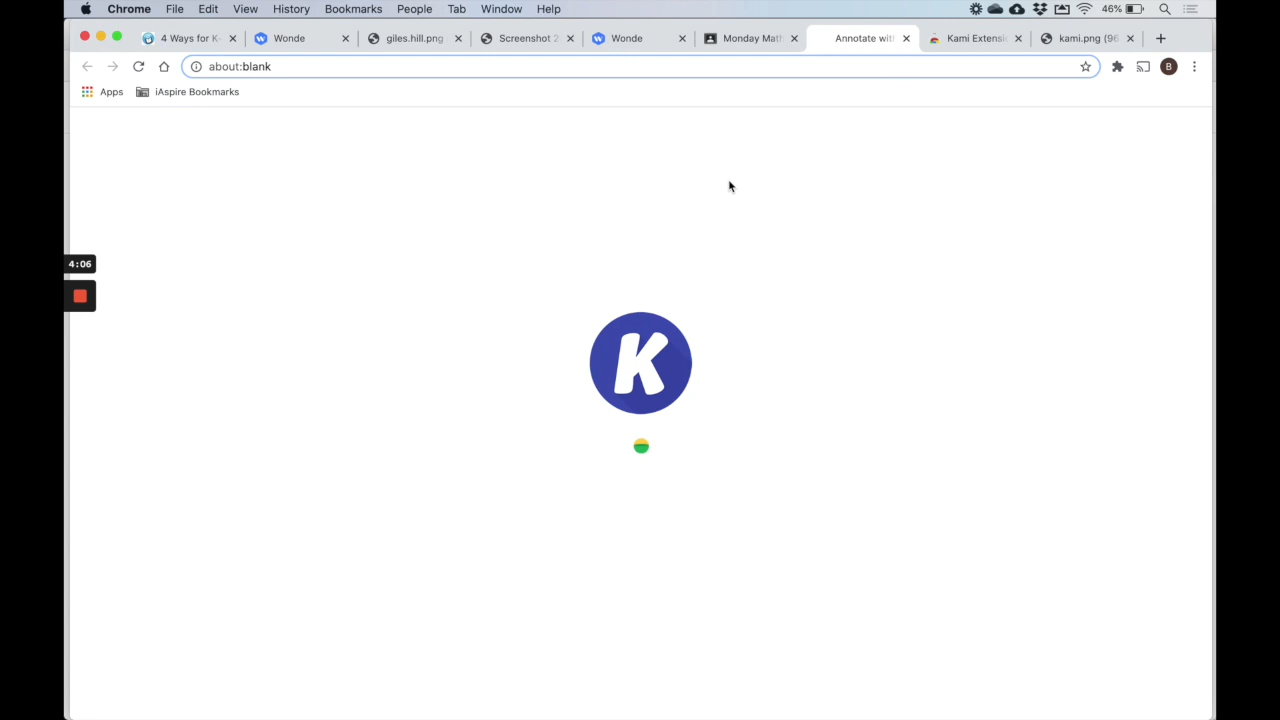 Chrome File Edit View History Bookmarks People Tab Window Help 46%
4 Ways for K Wonde giles.hill.png Screenshot 2 Wonde Monday Math Annotate with Kami Extensi kami.png (96
about:blank B
Apps iAspire Bookmarks
4:06
K